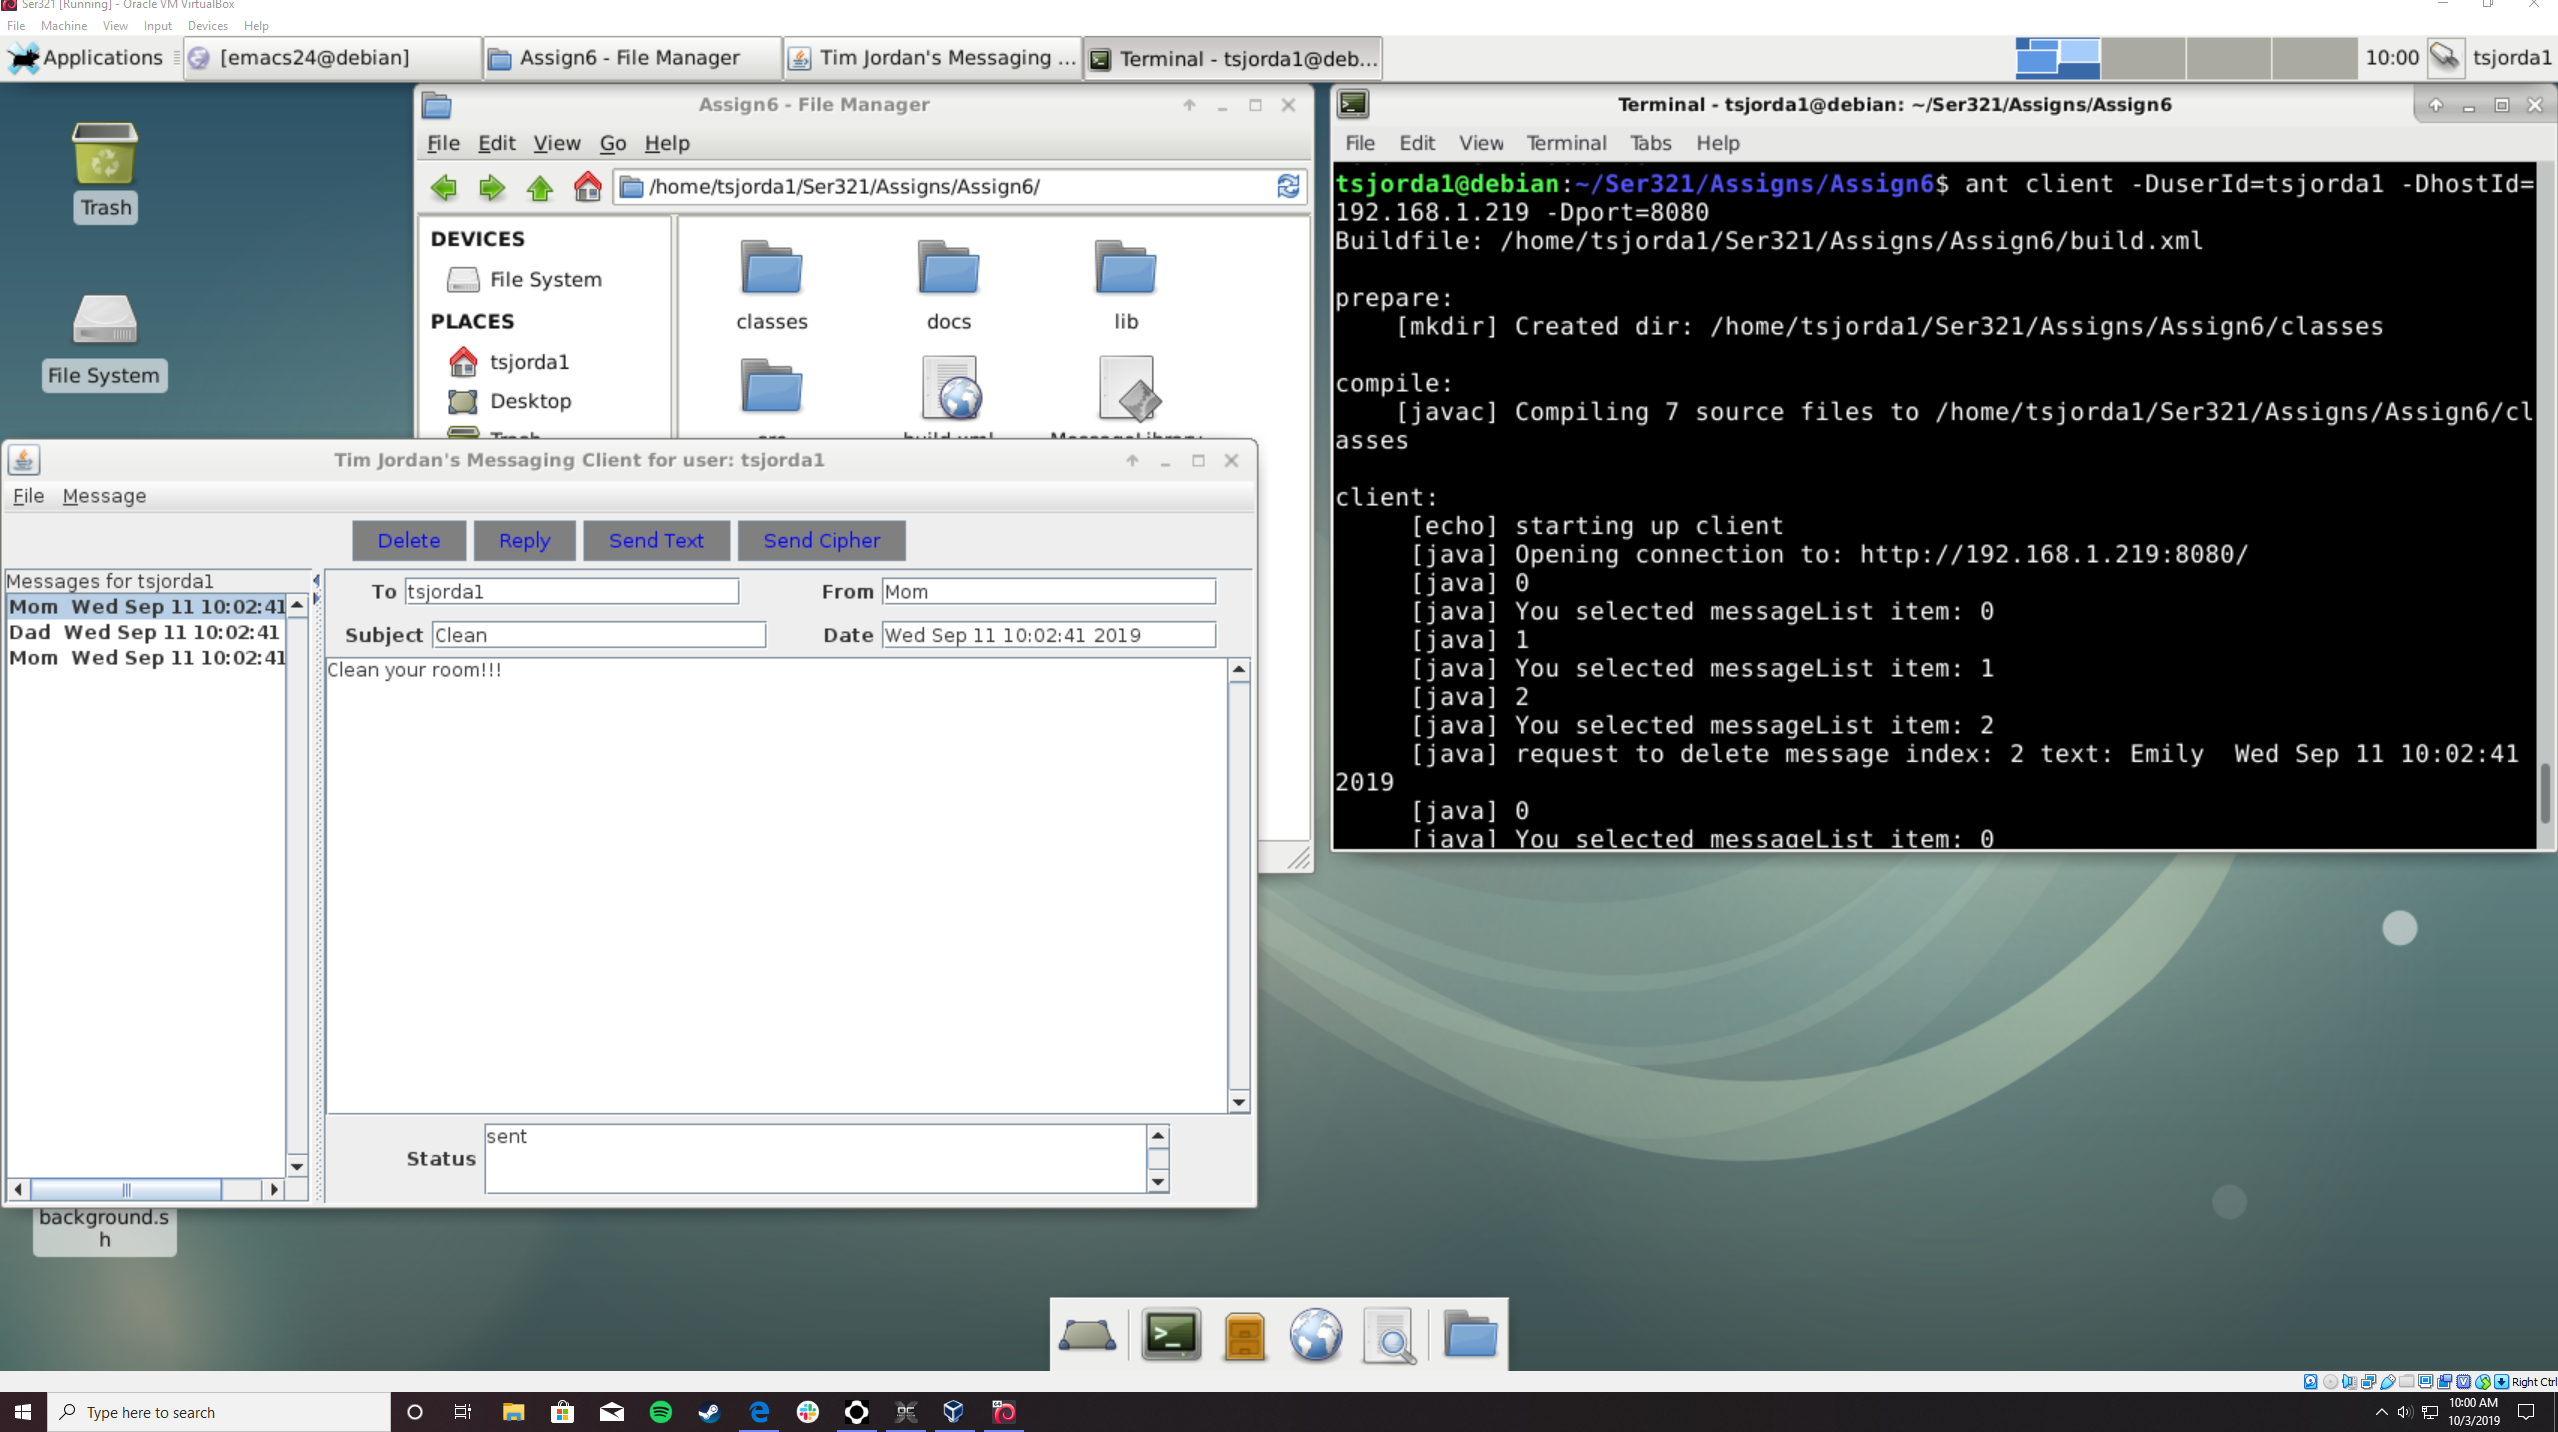 Ser321 [Running] - Oracle VM VirtualBox
File Machine View Input Devices Help
Applications [emacs24@debian] Assign6 - File Manager Tim Jordan's Messaging ... Terminal - tsjorda1@deb... 10:00 tsjorda1
Trash
File System
Assign6 - File Manager
File Edit View Go Help
/home/tsjorda1/Ser321/Assigns/Assign6/
DEVICES
File System
PLACES
tsjorda1
Desktop
Trash
classes docs lib
src build.xml MessageLibrary
Terminal - tsjorda1@debian: ~/Ser321/Assigns/Assign6
File Edit View Terminal Tabs Help
tsjorda1@debian:~/Ser321/Assigns/Assign6$ ant client -DuserId=tsjorda1 -DhostId=
192.168.1.219 -Dport=8080
Buildfile: /home/tsjorda1/Ser321/Assigns/Assign6/build.xml
prepare:
[mkdir] Created dir: /home/tsjorda1/Ser321/Assigns/Assign6/classes
compile:
[javac] Compiling 7 source files to /home/tsjorda1/Ser321/Assigns/Assign6/cl
asses
client:
[echo] starting up client
[java] Opening connection to: http://192.168.1.219:8080/
[java] 0
[java] You selected messageList item: 0
[java] 1
[java] You selected messageList item: 1
[java] 2
[java] You selected messageList item: 2
[java] request to delete message index: 2 text: Emily  Wed Sep 11 10:02:41
2019
[java] 0
[java] You selected messageList item: 0
Tim Jordan's Messaging Client for user: tsjorda1
File Message
Delete Reply Send Text Send Cipher
Messages for tsjorda1
Mom  Wed Sep 11 10:02:41
Dad  Wed Sep 11 10:02:41
Mom  Wed Sep 11 10:02:41
To tsjorda1 From Mom
Subject Clean Date Wed Sep 11 10:02:41 2019
Clean your room!!!
Status sent
background.s
h
Right Ctrl
Type here to search
10:00 AM
10/3/2019